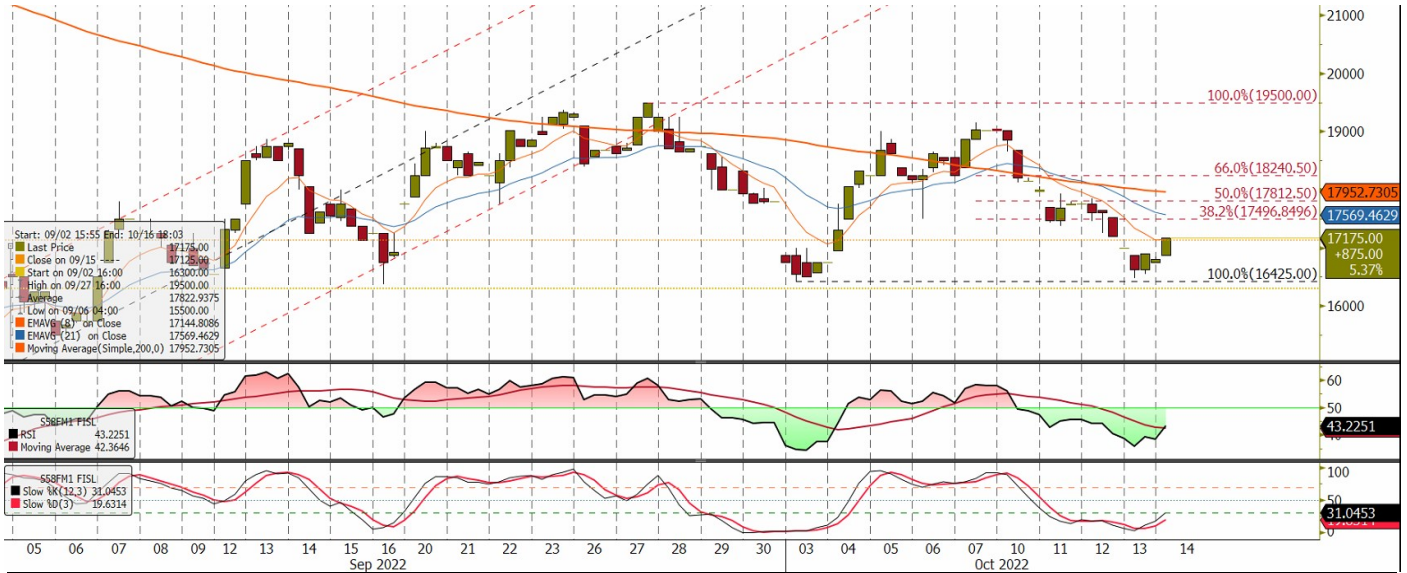 21000
20000
19000
16000
100.0%(19500.00)
66.0%(18240.50)
50.0%(17812.50)
38.2%(17496.8496)
100.0%(16425.00)
17952.7305
17569.4629
17175.00
+875.00
5.37%
Start: 09/02 15:55 End: 10/16 18:03
Last Price 17175.00
Close on 09/15 ---- 17125.00
Start on 09/02 16:00 16300.00
High on 09/27 16:00 19500.00
Average 17822.9375
Low on 09/06 04:00 15500.00
EMAVG (8) on Close 17144.8086
EMAVG (21) on Close 17569.4629
Moving Average(Simple,200,0) 17952.7305
60
50
43.2251
S58FM1 FISL
RSI 43.2251
Moving Average 42.3646
100
50
31.0453
0
S58FM1 FISL
Slow %K(12,3) 31.0453
Slow %D(3) 19.6314
05 06 07 08 09 12 13 14 15 16 20 21 22 23 26 27 28 29 30 03 04 05 06 07 10 11 12 13 14
Sep 2022 Oct 2022